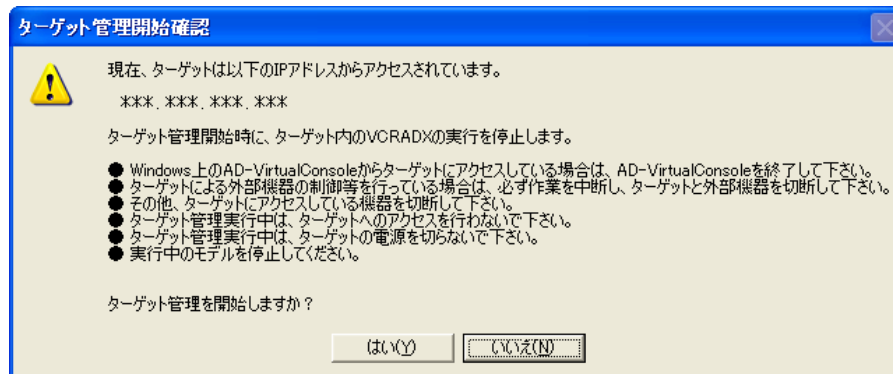 ターゲット管理開始確認
現在、ターゲットは以下のIPアドレスからアクセスされています。
***.***.***.***
ターゲット管理開始時に、ターゲット内のVCRADXの実行を停止します。
● Windows上のAD-VirtualConsoleからターゲットにアクセスしている場合は、AD-VirtualConsoleを終了して下さい。
● ターゲットによる外部機器の制御等を行っている場合は、必ず作業を中断し、ターゲットと外部機器を切断して下さい。
● その他、ターゲットにアクセスしている機器を切断して下さい。
● ターゲット管理実行中は、ターゲットへのアクセスを行わないで下さい。
● ターゲット管理実行中は、ターゲットの電源を切らないで下さい。
● 実行中のモデルを停止してください。
ターゲット管理を開始しますか？
はい(Y)
いいえ(N)